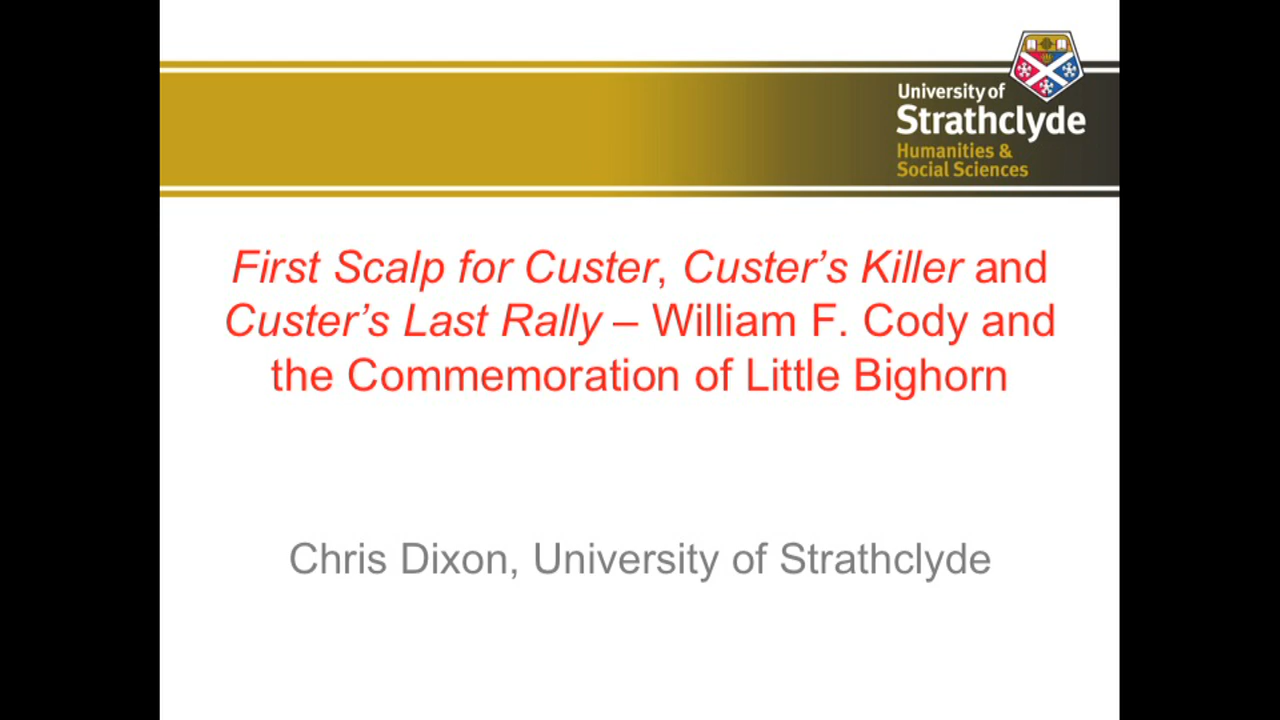 University of
Strathclyde
Humanities &
Social Sciences
First Scalp for Custer, Custer’s Killer and
Custer’s Last Rally – William F. Cody and
the Commemoration of Little Bighorn
Chris Dixon, University of Strathclyde